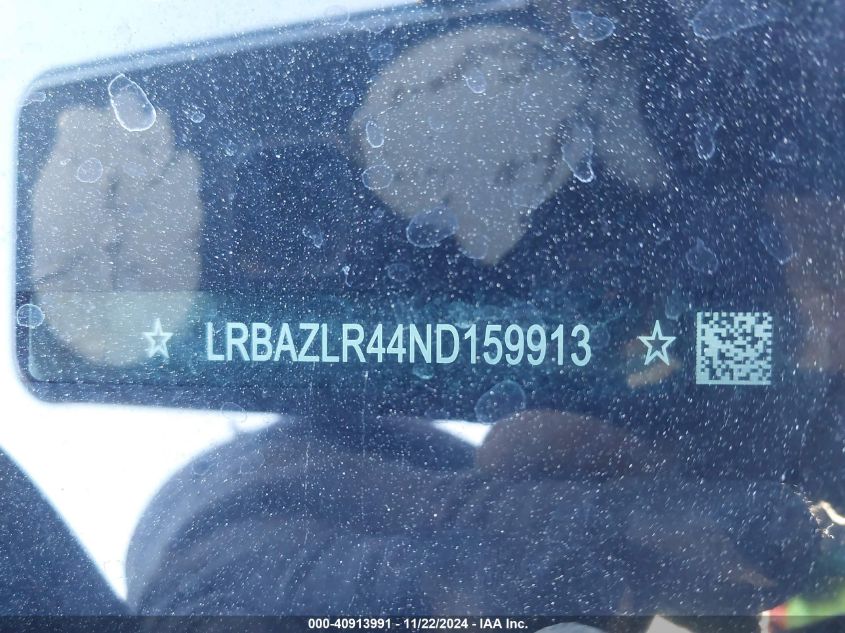 ☆ LRBAZLR44ND159913 ☆
000-40913991 - 11/22/2024 - IAA Inc.